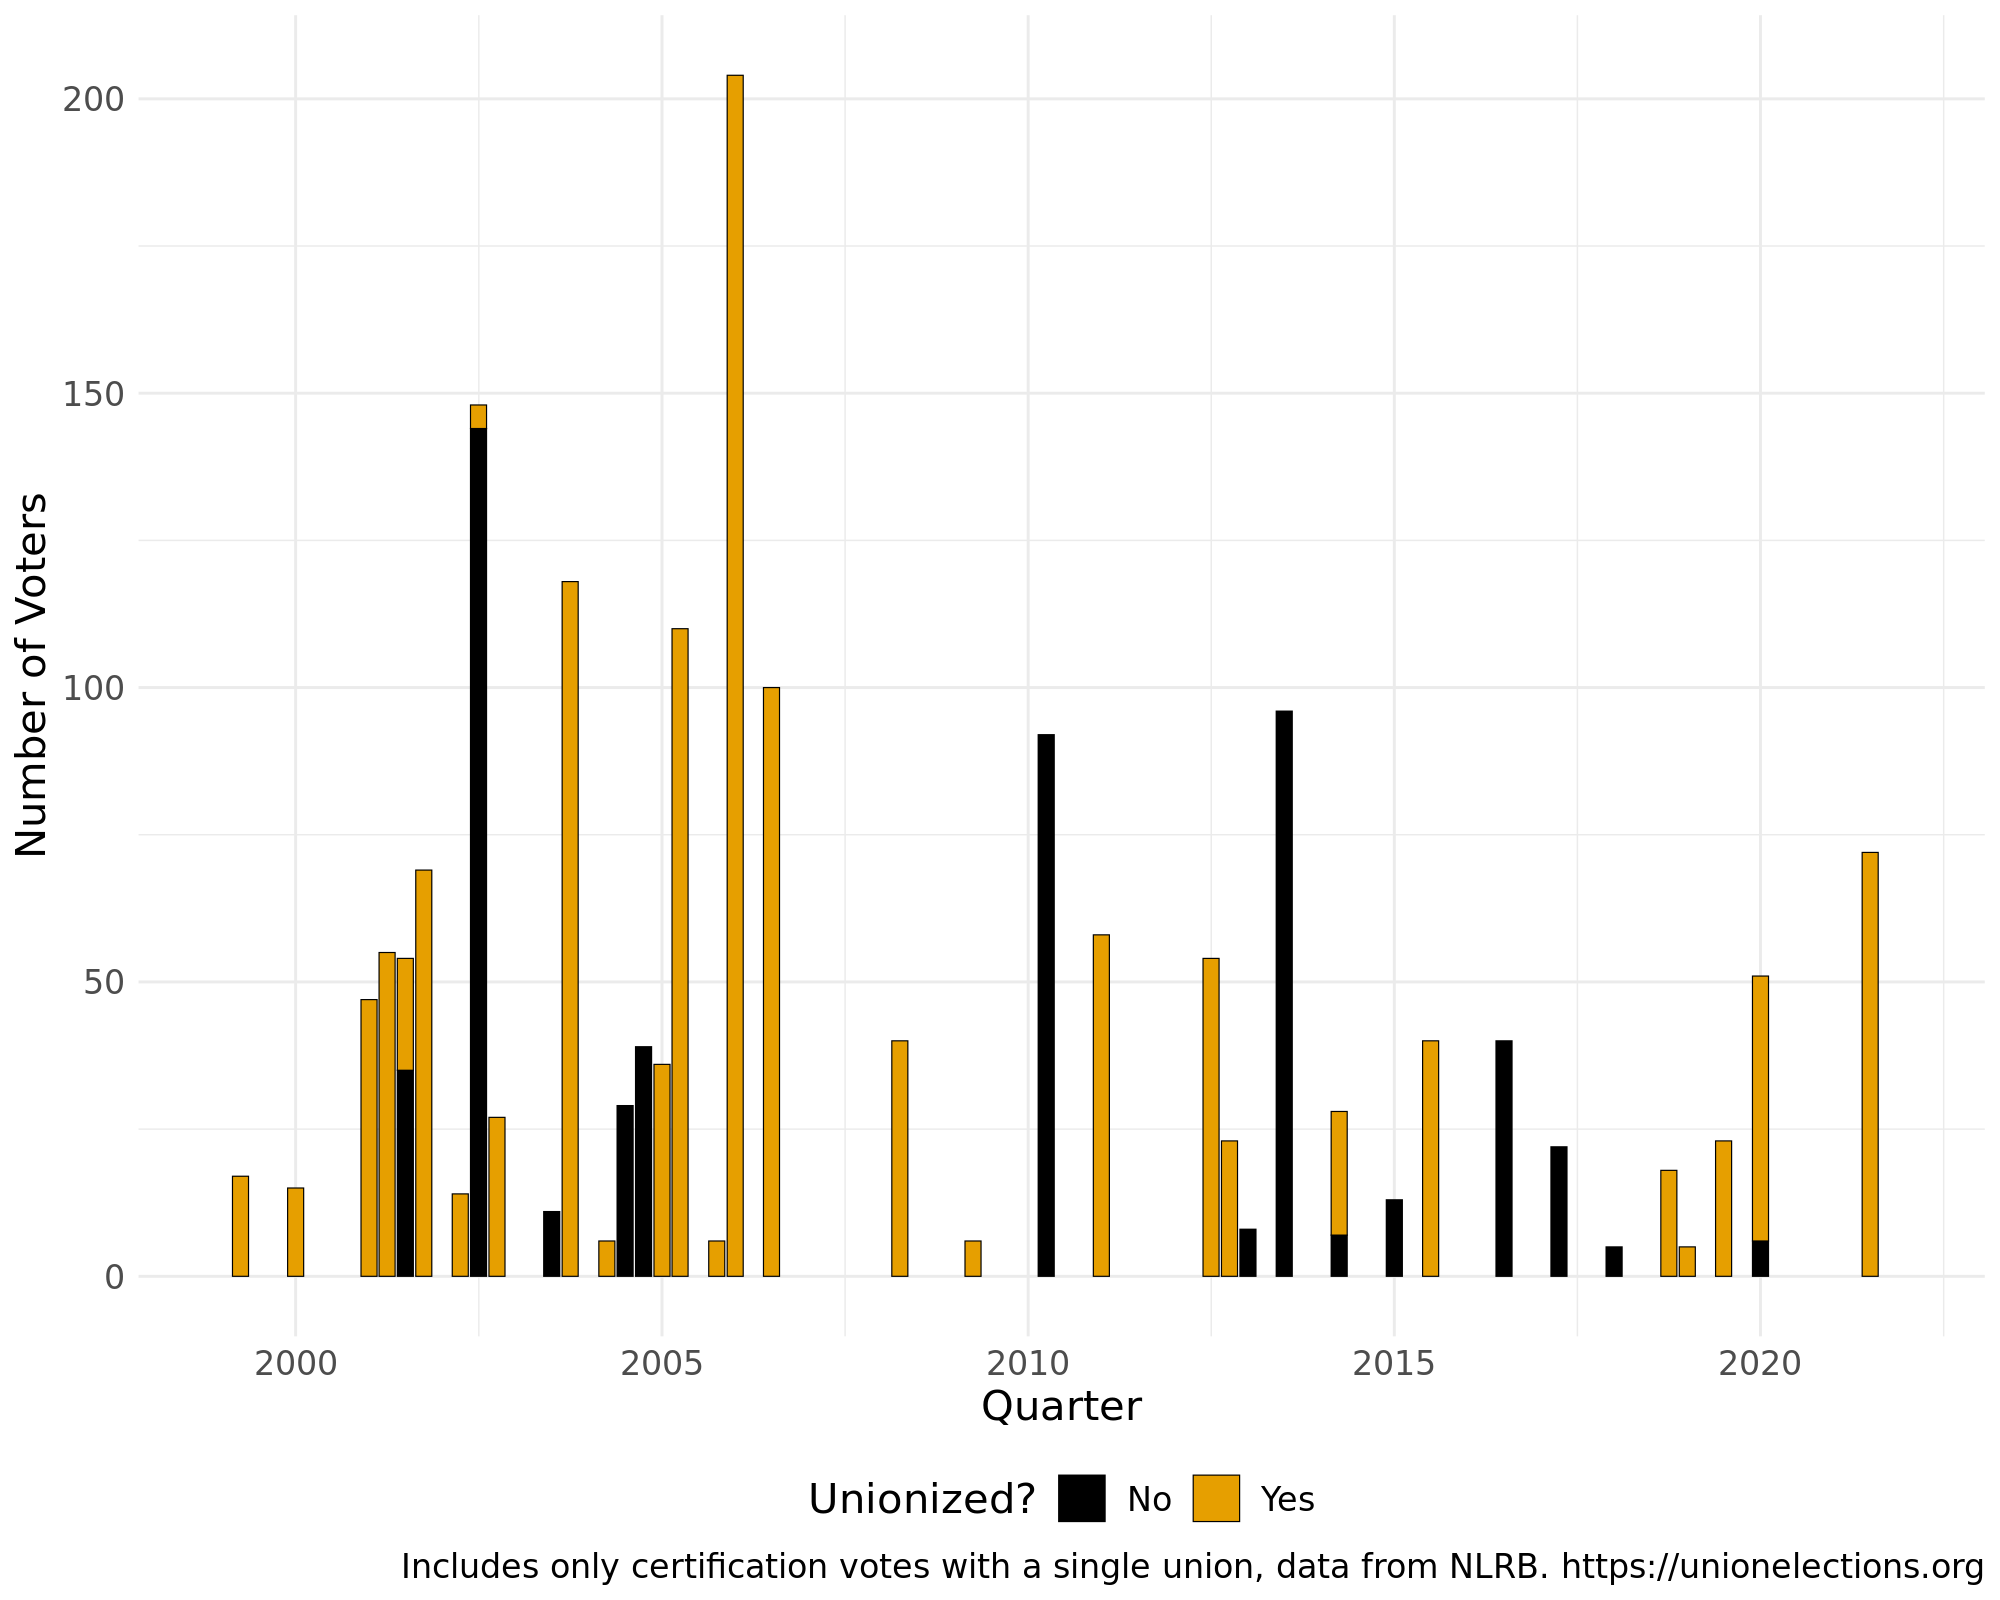 200
150
100
50
0
Number of Voters
2000 2005 2010 2015 2020
Quarter
Unionized? No Yes
Includes only certification votes with a single union, data from NLRB. https://unionelections.org